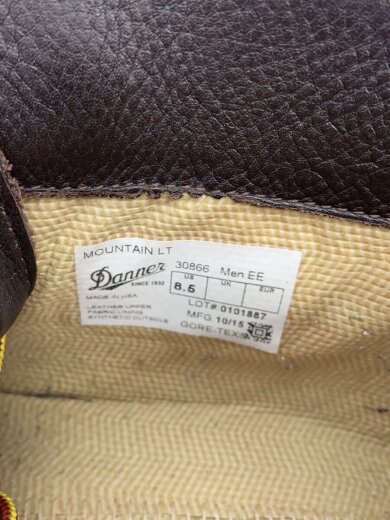 MOUNTAIN LT
Danner
SINCE 1932
30866 Men EE
US UK EUR
8.5
MADE IN USA
LOT# 0101887
LEATHER UPPER
FABRIC LINING
SYNTHETIC OUTSOLE
MFG 10/15
GORE-TEX